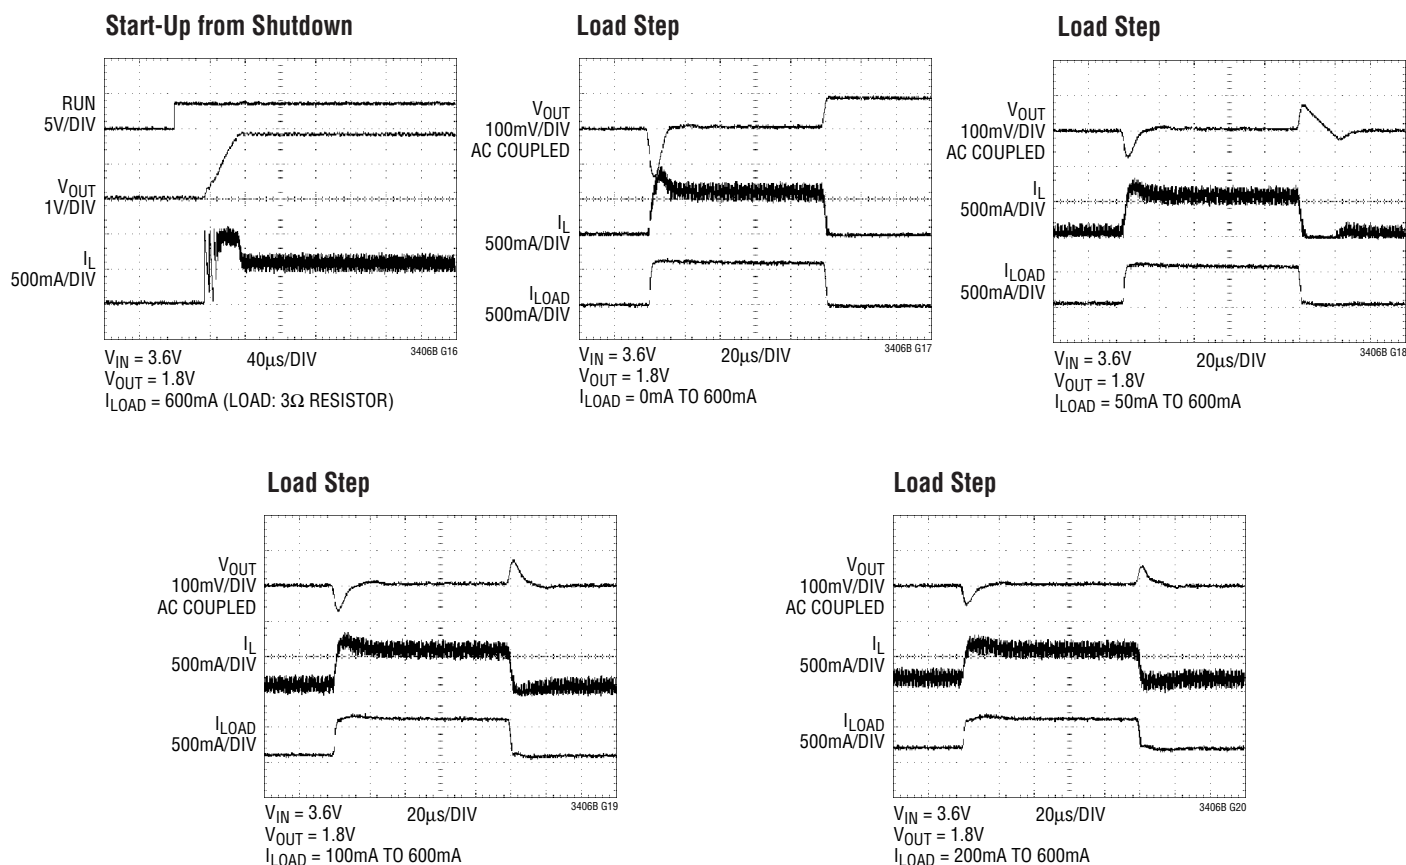 Start-Up from Shutdown
RUN
5V/DIV
VOUT
1V/DIV
IL
500mA/DIV
3406B G16
VIN = 3.6V
40µs/DIV
VOUT = 1.8V
ILOAD = 600mA (LOAD: 3Ω RESISTOR)
Load Step
VOUT
100mV/DIV
AC COUPLED
IL
500mA/DIV
ILOAD
500mA/DIV
3406B G17
VIN = 3.6V
20µs/DIV
VOUT = 1.8V
ILOAD = 0mA TO 600mA
Load Step
VOUT
100mV/DIV
AC COUPLED
IL
500mA/DIV
ILOAD
500mA/DIV
3406B G18
VIN = 3.6V
20µs/DIV
VOUT = 1.8V
ILOAD = 50mA TO 600mA
Load Step
VOUT
100mV/DIV
AC COUPLED
IL
500mA/DIV
ILOAD
500mA/DIV
3406B G19
VIN = 3.6V
20µs/DIV
VOUT = 1.8V
ILOAD = 100mA TO 600mA
Load Step
VOUT
100mV/DIV
AC COUPLED
IL
500mA/DIV
ILOAD
500mA/DIV
3406B G20
VIN = 3.6V
20µs/DIV
VOUT = 1.8V
ILOAD = 200mA TO 600mA